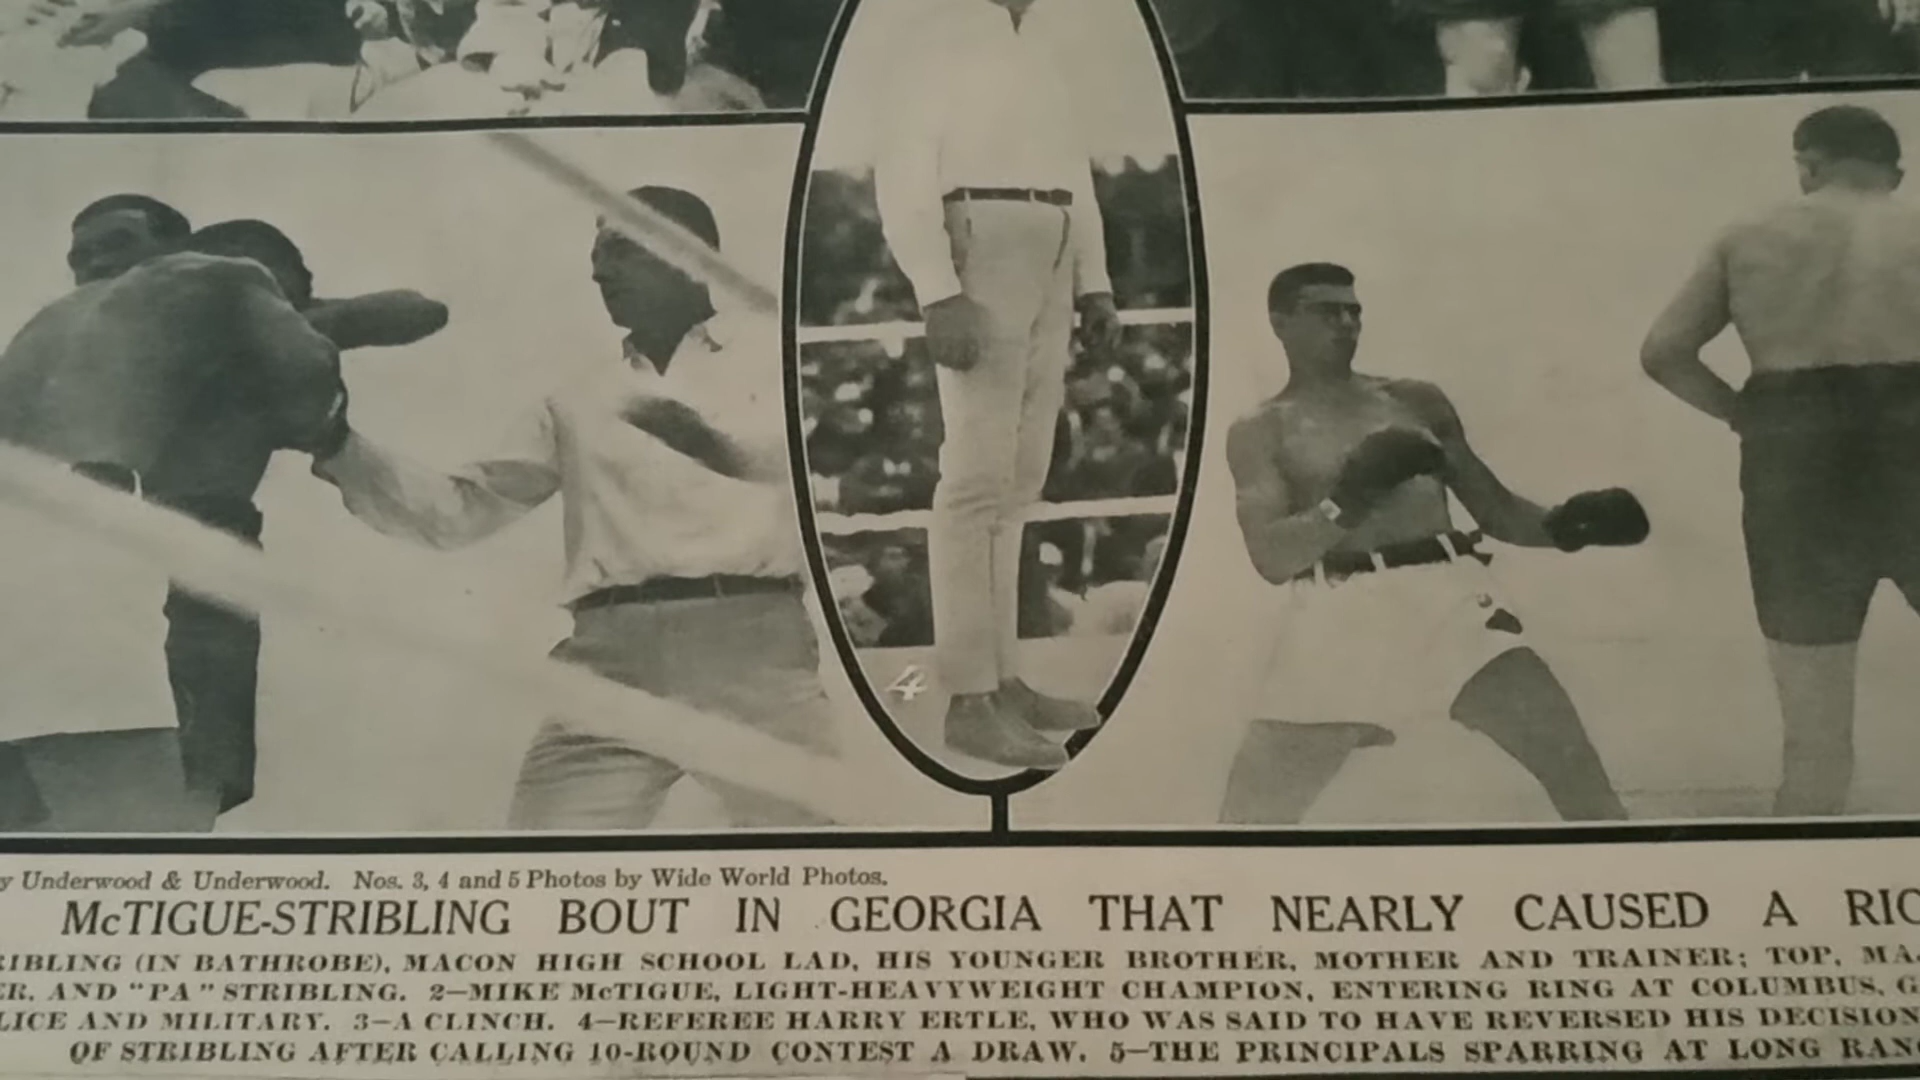 4
y Underwood & Underwood. Nos. 3, 4 and 5 Photos by Wide World Photos.
McTIGUE-STRIBLING BOUT IN GEORGIA THAT NEARLY CAUSED A RIO
RIBLING (IN BATHROBE), MACON HIGH SCHOOL LAD, HIS YOUNGER BROTHER, MOTHER AND TRAINER; TOP, MA
ER, AND "PA" STRIBLING. 2—MIKE McTIGUE, LIGHT-HEAVYWEIGHT CHAMPION, ENTERING RING AT COLUMBUS, G
LICE AND MILITARY. 3—A CLINCH. 4—REFEREE HARRY ERTLE, WHO WAS SAID TO HAVE REVERSED HIS DECISION
OF STRIBLING AFTER CALLING 10-ROUND CONTEST A DRAW. 5—THE PRINCIPALS SPARRING AT LONG RANG